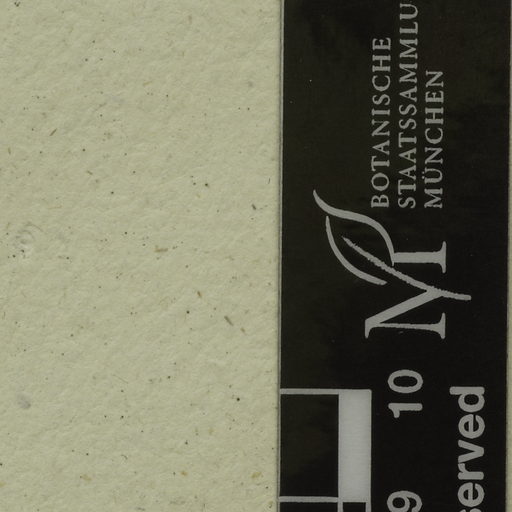 BOTANISCHE
STAATSSAMMLU
MÜNCHEN
M
9 10
served